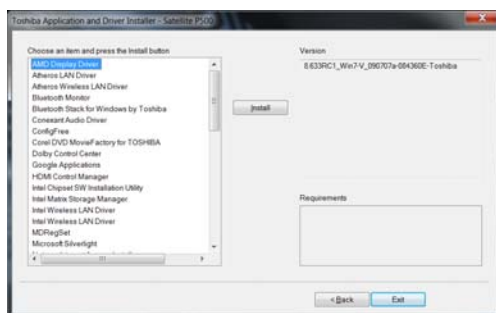 Toshiba Application and Driver Installer - Satellite P500
Choose an item and press the Install button
AMD Display Driver
Atheros LAN Driver
Atheros Wireless LAN Driver
Bluetooth Monitor
Bluetooth Stack for Windows by Toshiba
Conexant Audio Driver
ConfigFree
Corel DVD MovieFactory for TOSHIBA
Dolby Control Center
Google Applications
HDMI Control Manager
Intel Chipset SW Installation Utility
Intel Matrix Storage Manager
Intel Wireless LAN Driver
Intel Wireless LAN Driver
MDRegSet
Microsoft Silverlight
Install
Version
8.633RC1_Win7-V_090707a-084360E-Toshiba
Requirements
< Back
Exit